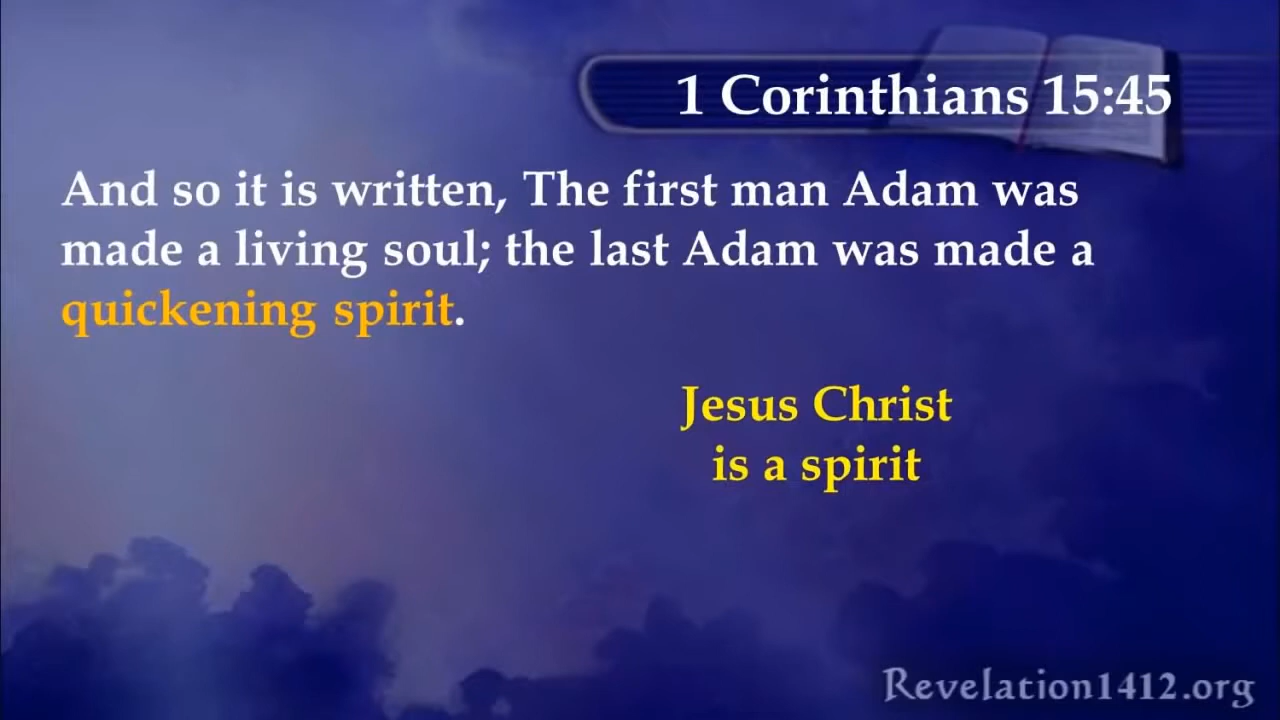 1 Corinthians 15:45
And so it is written, The first man Adam was
made a living soul; the last Adam was made a
quickening spirit.
Jesus Christ
is a spirit
Revelation1412.org